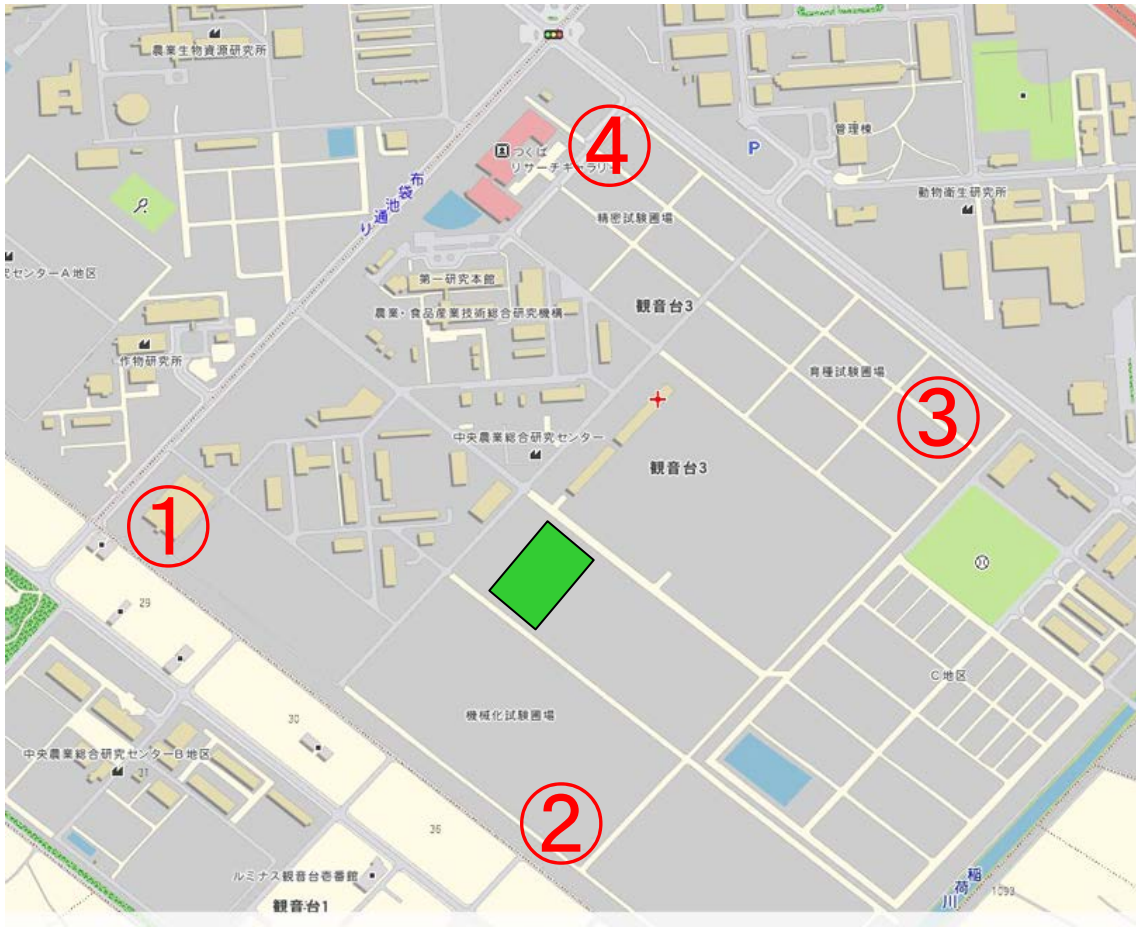 農業生物資源研究所
④
管理棟
P
つくば
リサーチギャラリー
動物衛生研究所
布袋池通り
精密試験圃場
究センターA地区
第一研究本館
観音台3
農業・食品産業技術総合研究機構
作物研究所
育種試験圃場
③
中央農業総合研究センター
観音台3
①
29
C地区
機械化試験圃場
30
中央農業総合研究センターB地区
31
②
36
ルミナス観音台壱番館
稲荷川
1093
観音台1